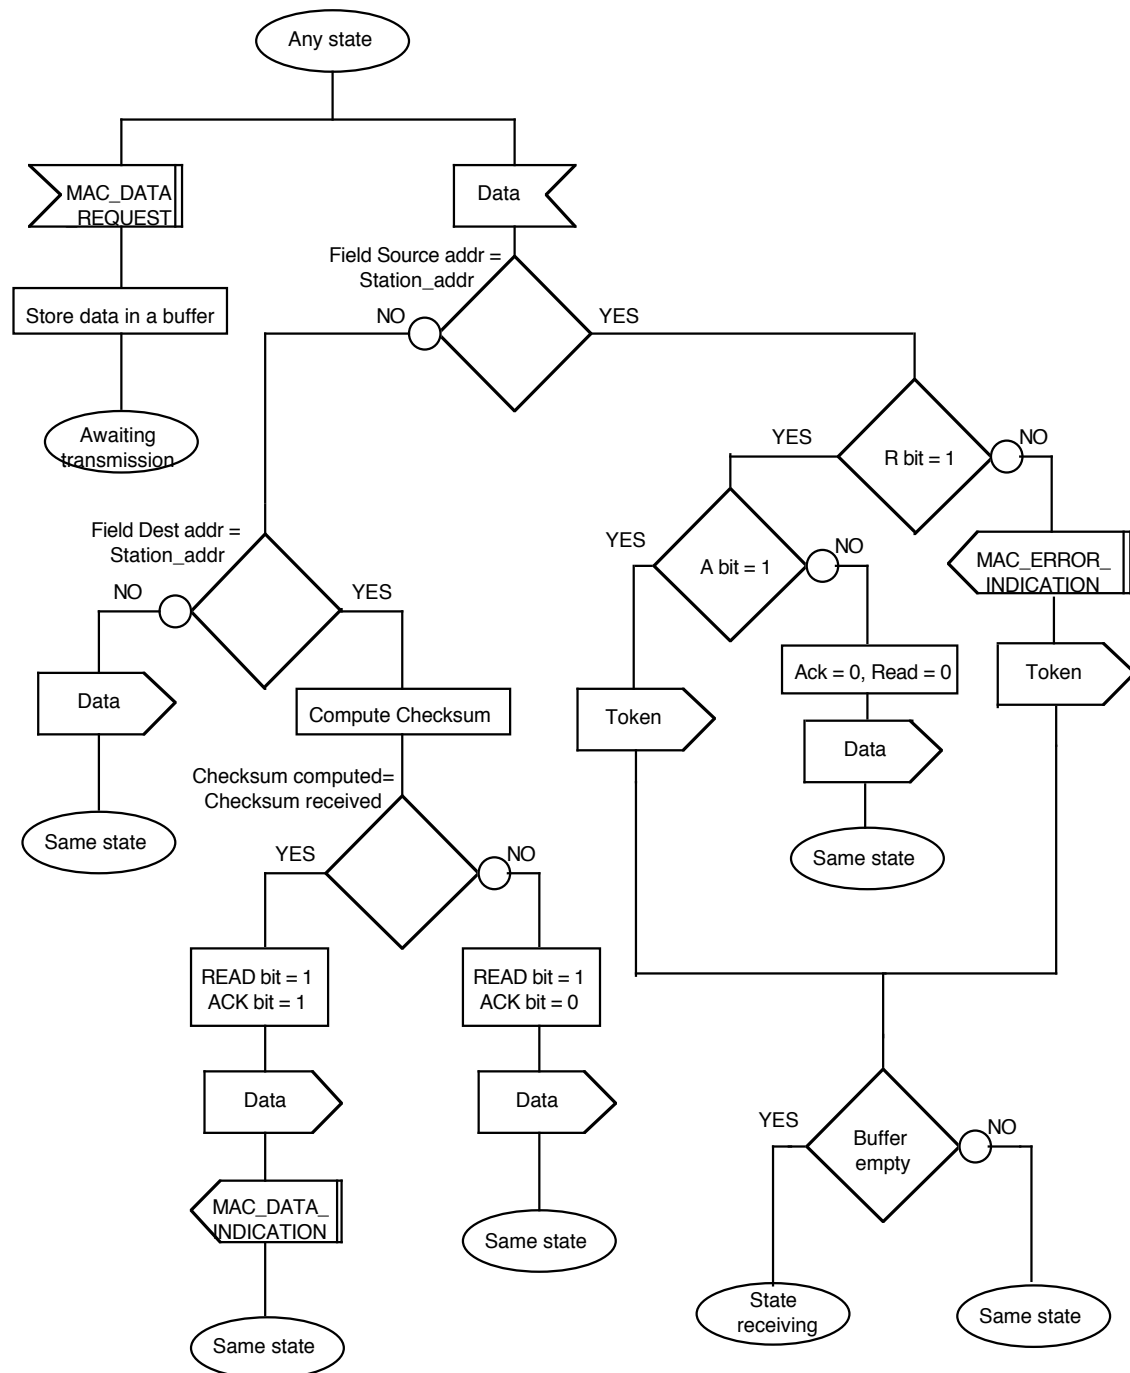 Any state
MAC_DATA
_REQUEST
Data
Field Source addr =
Station_addr
NO
YES
Store data in a buffer
Awaiting
transmission
YES
R bit = 1
NO
Field Dest addr =
Station_addr
YES
A bit = 1
NO
MAC_ERROR_
INDICATION
NO
YES
Ack = 0, Read = 0
Token
Data
Compute Checksum
Token
Data
Checksum computed=
Checksum received
Same state
YES
NO
Same state
READ bit = 1
ACK bit = 1
READ bit = 1
ACK bit = 0
Data
Data
YES
Buffer
empty
NO
MAC_DATA_
INDICATION
Same state
State
receiving
Same state
Same state